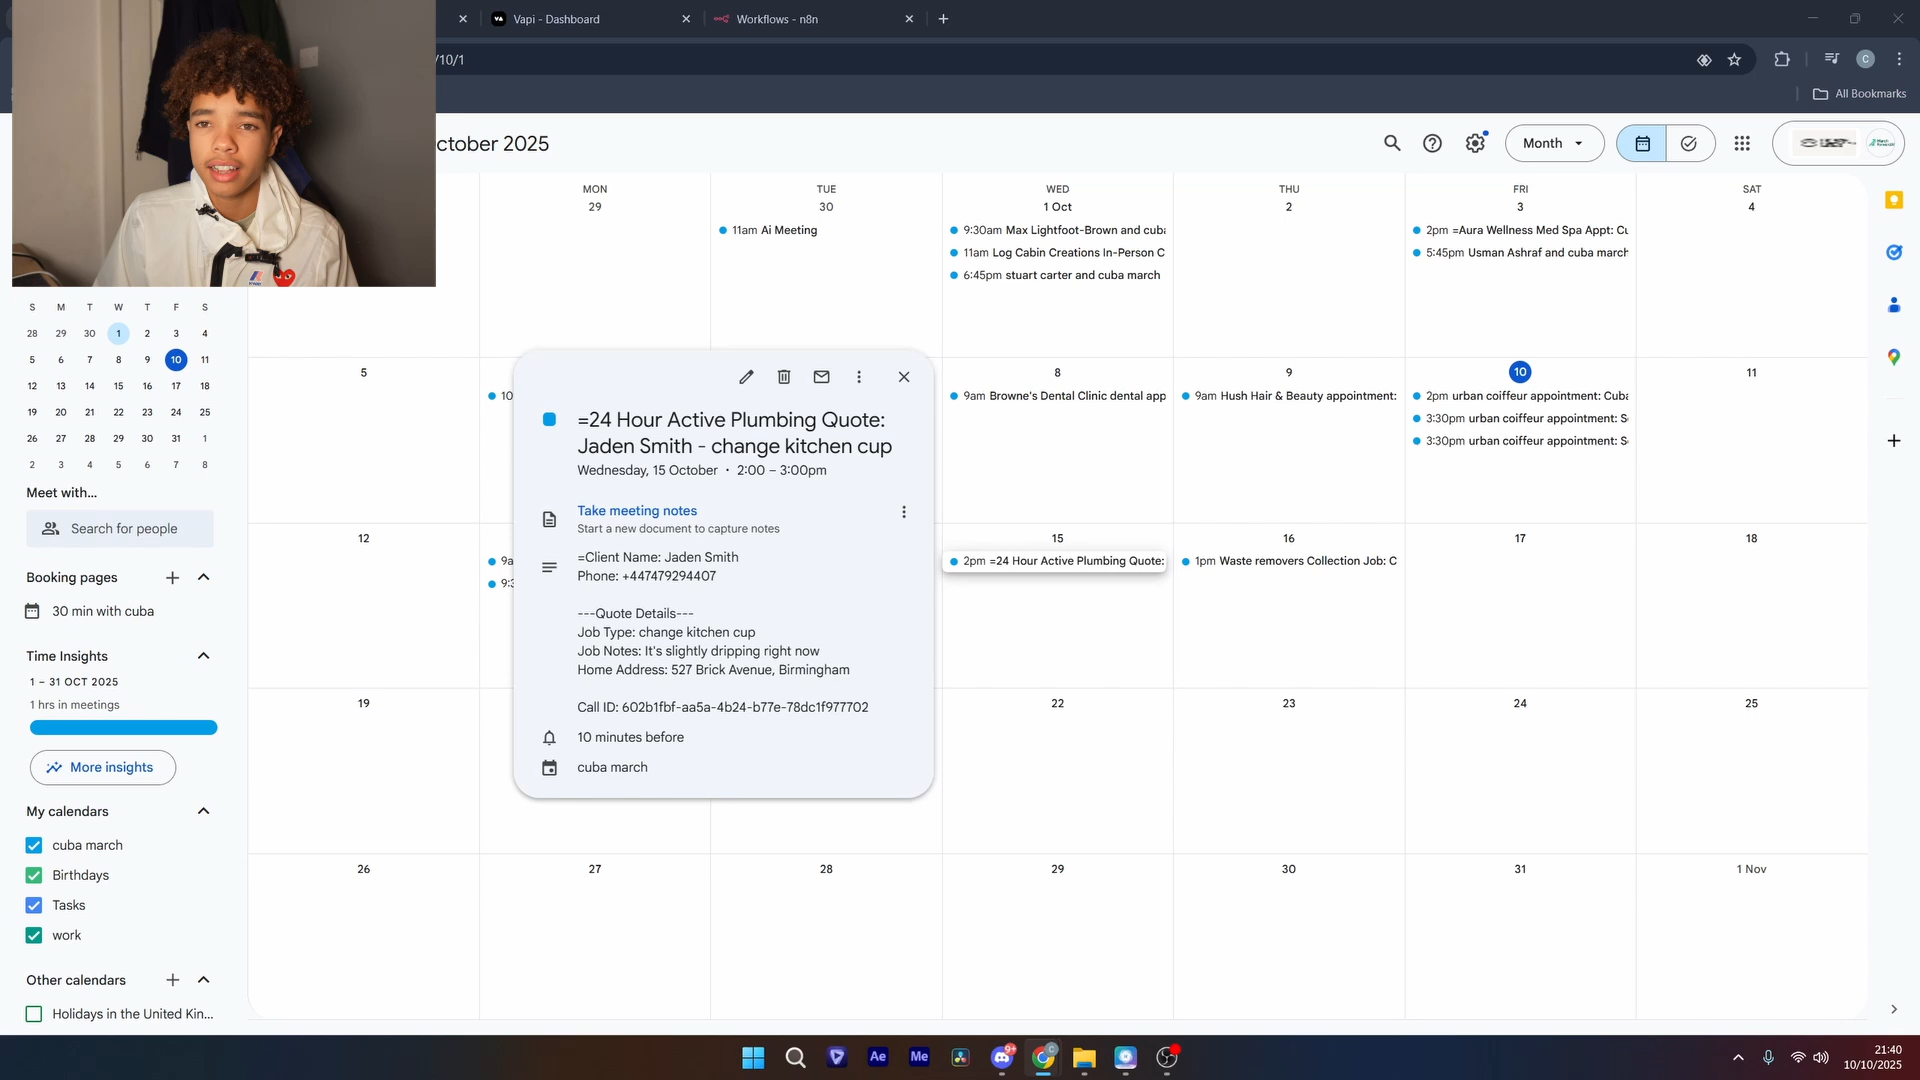 Vapi - Dashboard
Workflows - n8n
/10/1
All Bookmarks
ctober 2025
Month
MON
29
TUE
30
WED
1 Oct
THU
2
FRI
3
SAT
4
11am Ai Meeting
9:30am Max Lightfoot-Brown and cuba
11am Log Cabin Creations In-Person C
6:45pm stuart carter and cuba march
2pm =Aura Wellness Med Spa Appt: Cu
5:45pm Usman Ashraf and cuba march
S M T W T F S
28 29 30 1 2 3 4
5 6 7 8 9 10 11
12 13 14 15 16 17 18
19 20 21 22 23 24 25
26 27 28 29 30 31 1
2 3 4 5 6 7 8
Meet with...
Search for people
Booking pages
30 min with cuba
Time Insights
1 – 31 OCT 2025
1 hrs in meetings
More insights
My calendars
cuba march
Birthdays
Tasks
work
Other calendars
Holidays in the United Kin...
5
10
8
9am Browne's Dental Clinic dental app
9
9am Hush Hair & Beauty appointment:
10
2pm urban coiffeur appointment: Cuba
3:30pm urban coiffeur appointment: S
3:30pm urban coiffeur appointment: S
11
=24 Hour Active Plumbing Quote:
Jaden Smith - change kitchen cup
Wednesday, 15 October · 2:00 – 3:00pm
Take meeting notes
Start a new document to capture notes
=Client Name: Jaden Smith
Phone: +447479294407
---Quote Details---
Job Type: change kitchen cup
Job Notes: It's slightly dripping right now
Home Address: 527 Brick Avenue, Birmingham
Call ID: 602b1fbf-aa5a-4b24-b77e-78dc1f977702
10 minutes before
cuba march
12
9a
9:3
15
2pm =24 Hour Active Plumbing Quote:
16
1pm Waste removers Collection Job: C
17
18
19
22
23
24
25
26
27
28
29
30
31
1 Nov
Ae
Me
21:40
10/10/2025